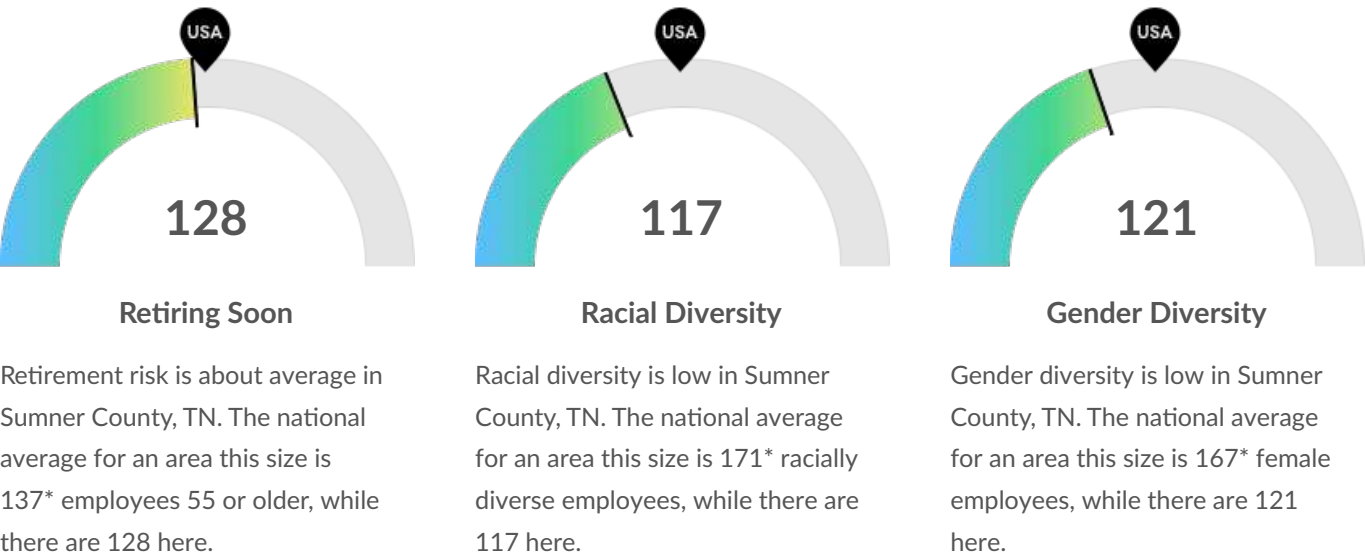 USA
128
Retiring Soon
Retirement risk is about average in
Sumner County, TN. The national
average for an area this size is
137* employees 55 or older, while
there are 128 here.
USA
117
Racial Diversity
Racial diversity is low in Sumner
County, TN. The national average
for an area this size is 171* racially
diverse employees, while there are
117 here.
USA
121
Gender Diversity
Gender diversity is low in Sumner
County, TN. The national average
for an area this size is 167* female
employees, while there are 121
here.